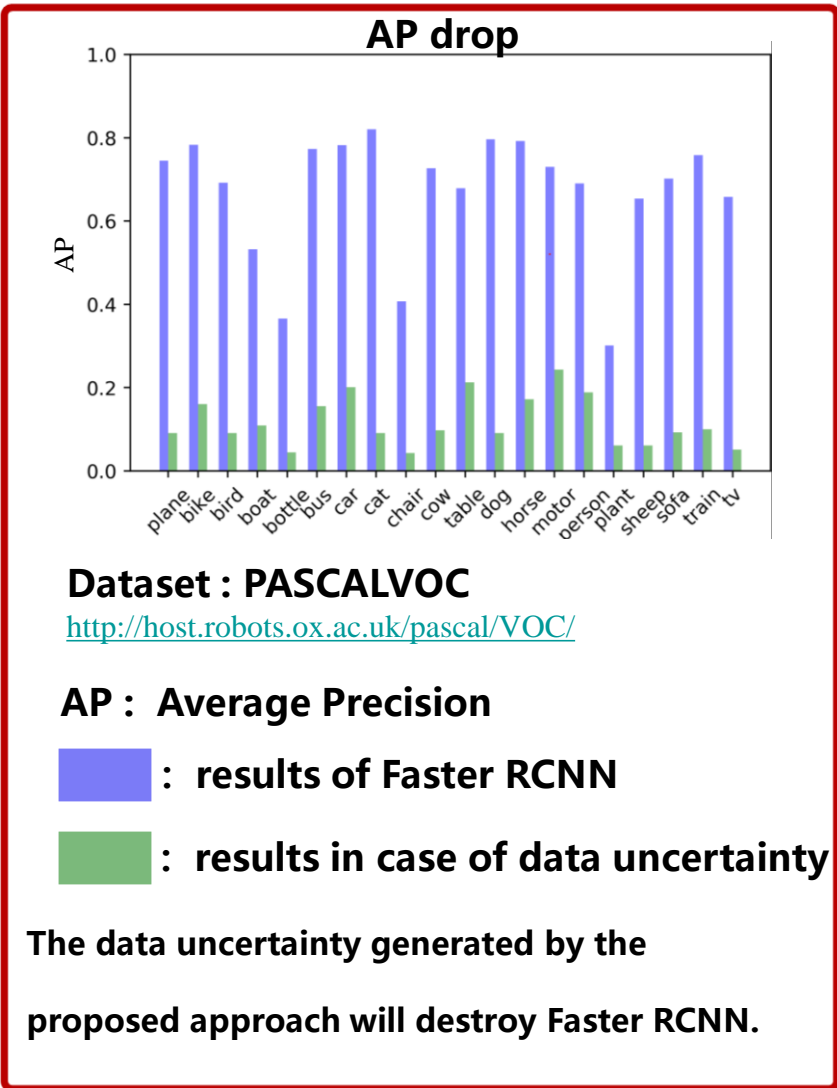 AP drop
1.0
0.8
0.6
0.4
0.2
0.0
AP
plane bike bird boat bottle bus car cat chair cow table dog horse motor person plant sheep sofa train tv
Dataset : PASCALVOC
http://host.robots.ox.ac.uk/pascal/VOC/
AP : Average Precision
: results of Faster RCNN
: results in case of data uncertainty
The data uncertainty generated by the
proposed approach will destroy Faster RCNN.